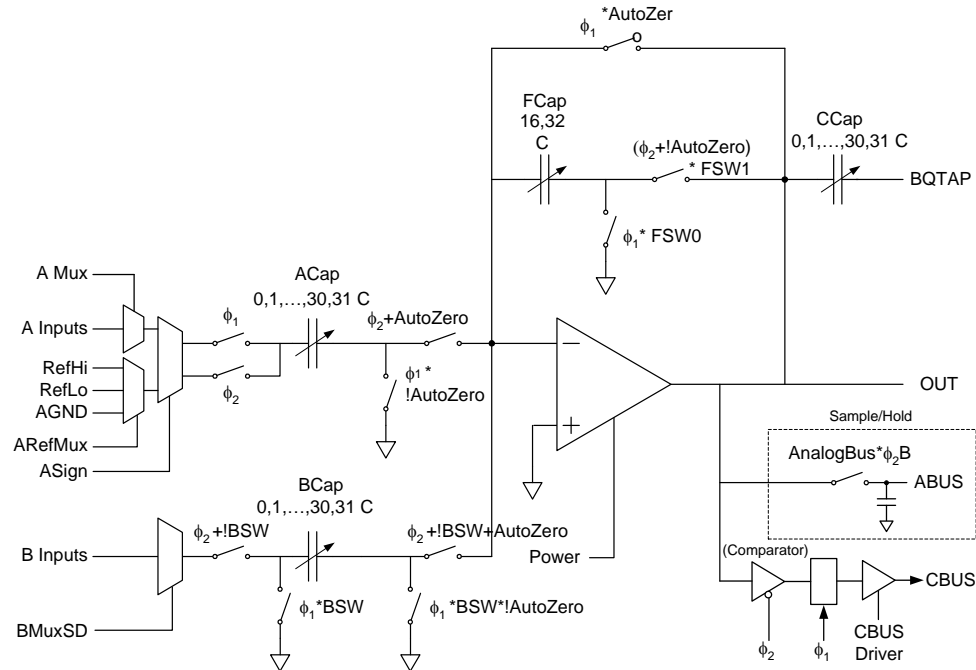 ϕ1 *AutoZer
o
FCap
16,32
C
CCap
0,1,…,30,31 C
(ϕ2+!AutoZero)
* FSW1
BQTAP
ϕ1* FSW0
A Mux
ACap
0,1,…,30,31 C
A Inputs
ϕ1
ϕ2+AutoZero
RefHi
RefLo
AGND
ϕ2
ϕ1 *
!AutoZero
OUT
ARefMux
ASign
Sample/Hold
AnalogBus*ϕ2B
ABUS
BCap
0,1,…,30,31 C
ϕ2+!BSW
ϕ2+!BSW+AutoZero
B Inputs
Power
(Comparator)
CBUS
ϕ1*BSW
ϕ1*BSW*!AutoZero
BMuxSD
ϕ2
ϕ1
CBUS
Driver